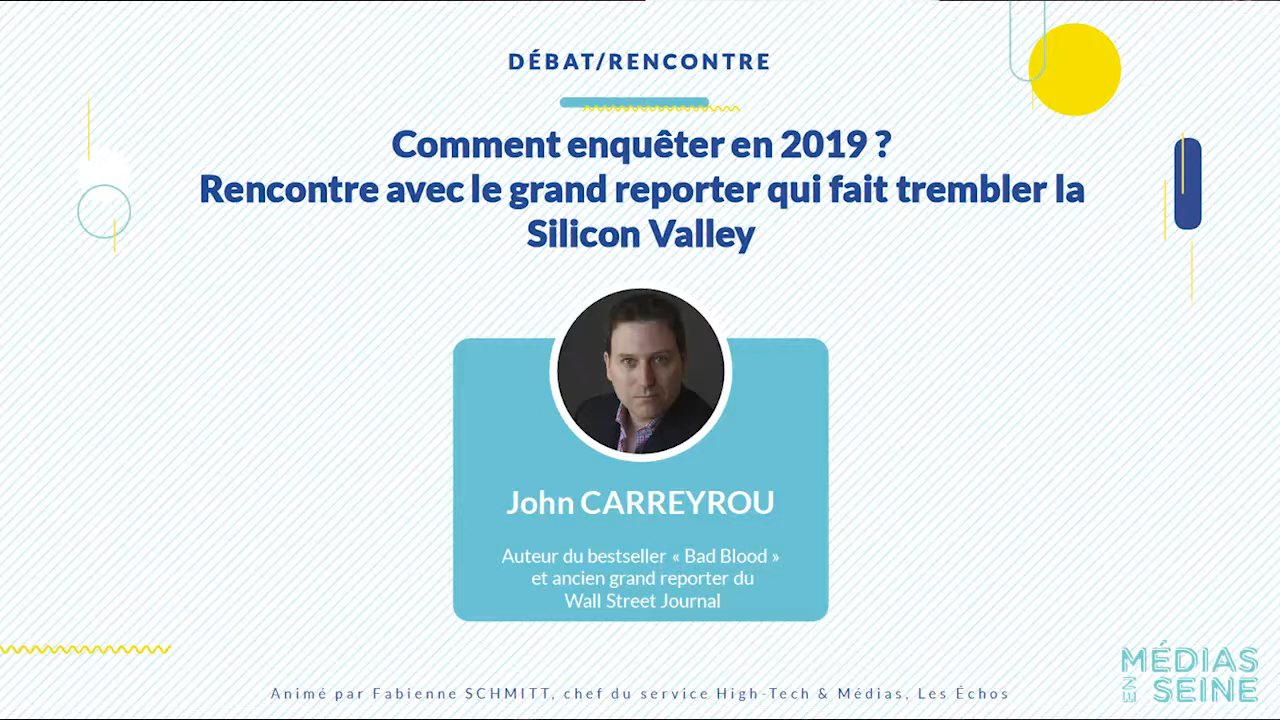 DÉBAT/RENCONTRE
Comment enquêter en 2019 ?
Rencontre avec le grand reporter qui fait trembler la
Silicon Valley
John CARREYROU
Auteur du bestseller « Bad Blood »
et ancien grand reporter du
Wall Street Journal
Animé par Fabienne SCHMITT, chef du service High-Tech & Médias, Les Échos
MÉDIAS
EN SEINE